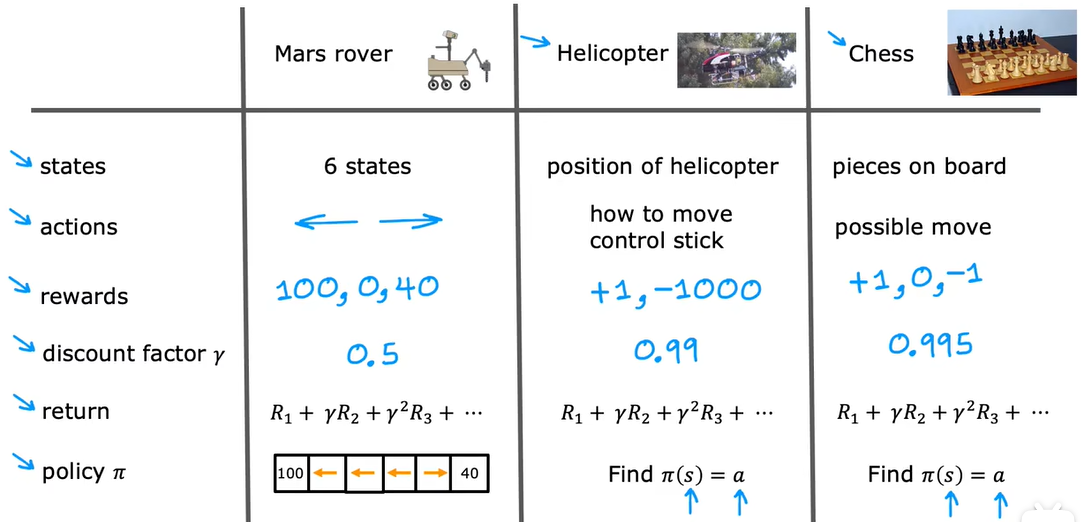 Mars rover
Helicopter
Chess
states
6 states
position of helicopter
pieces on board
actions
← →
how to move
control stick
possible move
rewards
100, 0, 40
+1, -1000
+1, 0, -1
discount factor γ
0.5
0.99
0.995
return
R₁ + γR₂ + γ²R₃ + ⋯
R₁ + γR₂ + γ²R₃ + ⋯
R₁ + γR₂ + γ²R₃ + ⋯
policy π
100 ← ← ← → 40
Find π(s) = a
Find π(s) = a